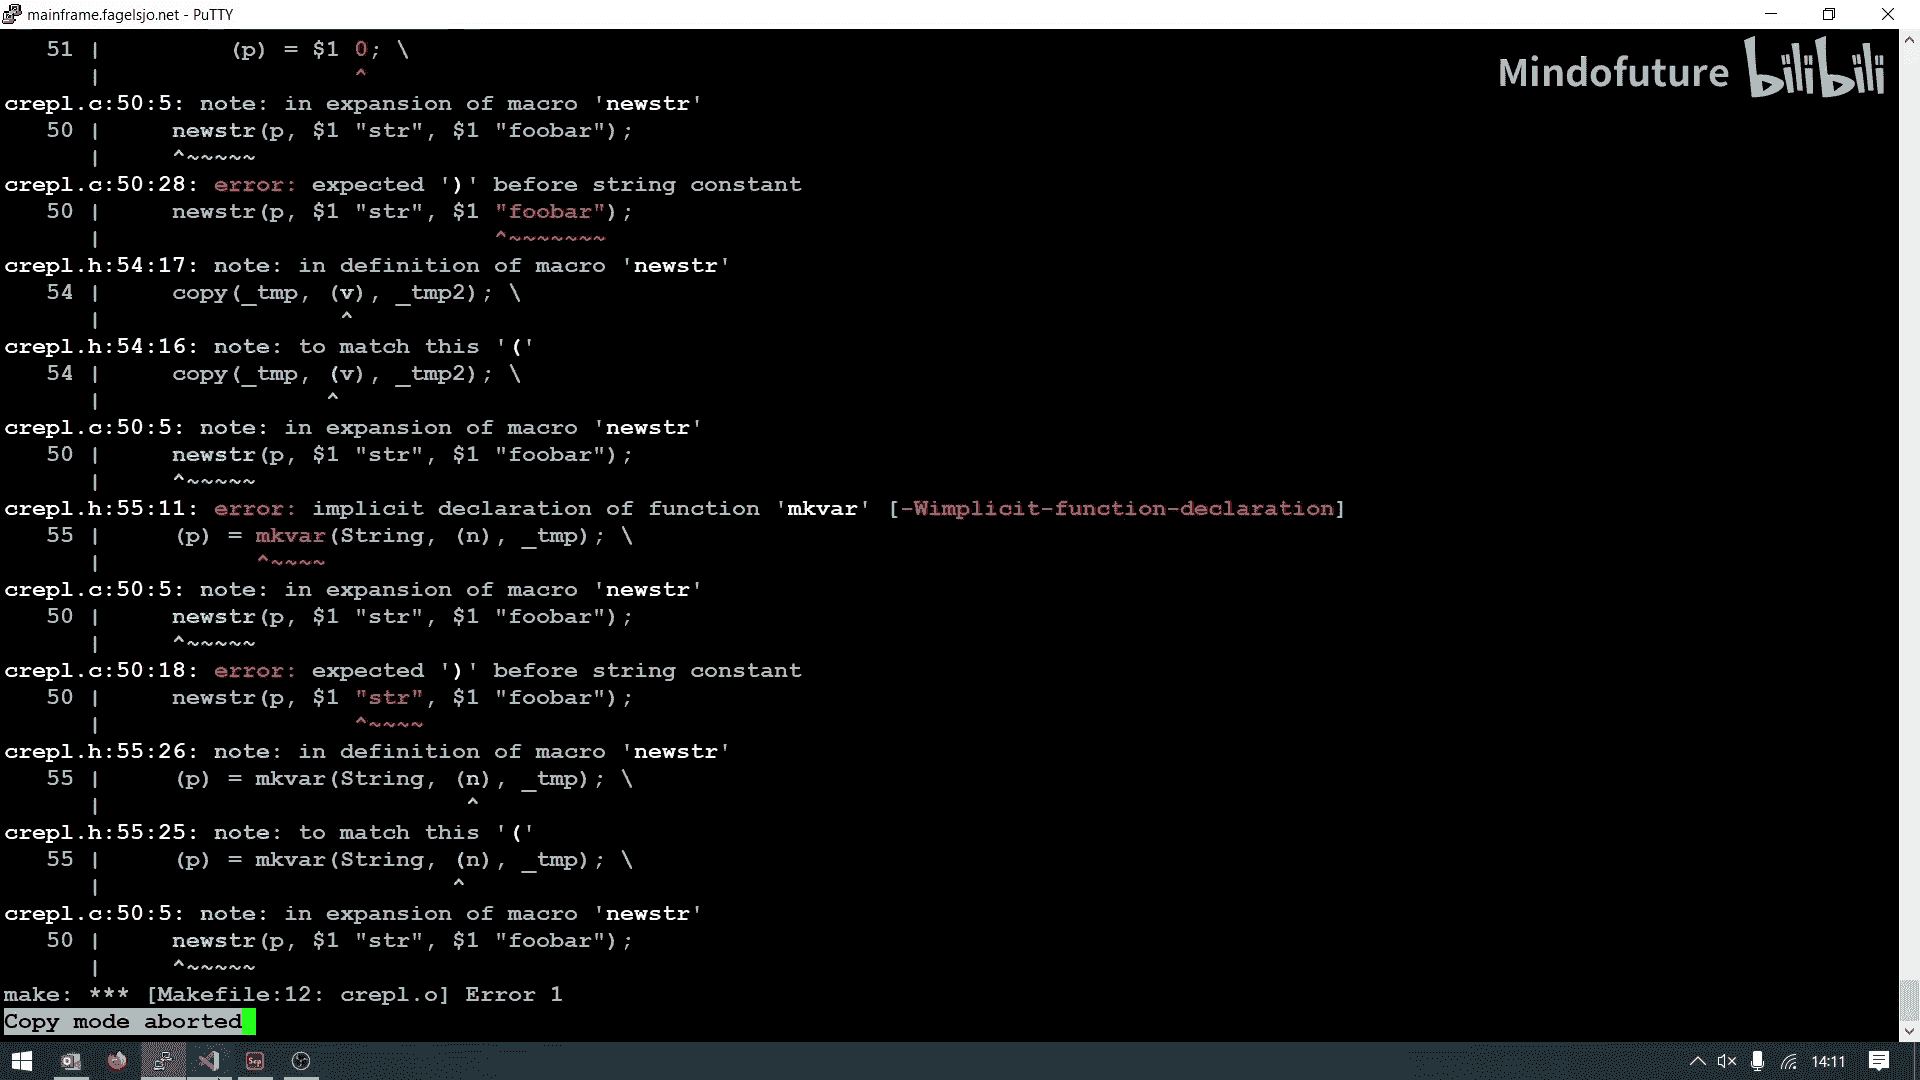 mainframe.fagelsjo.net - PuTTY
51 |          (p) = $1 0; \
|                   ^
Mindofuture bilibili
crepl.c:50:5: note: in expansion of macro 'newstr'
50 |     newstr(p, $1 "str", $1 "foobar");
|     ^~~~~~
crepl.c:50:28: error: expected ')' before string constant
50 |     newstr(p, $1 "str", $1 "foobar");
|                            ^~~~~~~~
crepl.h:54:17: note: in definition of macro 'newstr'
54 |     copy(_tmp, (v), _tmp2); \
|                 ^
crepl.h:54:16: note: to match this '('
54 |     copy(_tmp, (v), _tmp2); \
|                ^
crepl.c:50:5: note: in expansion of macro 'newstr'
50 |     newstr(p, $1 "str", $1 "foobar");
|     ^~~~~~
crepl.h:55:11: error: implicit declaration of function 'mkvar' [-Wimplicit-function-declaration]
55 |     (p) = mkvar(String, (n), _tmp); \
|           ^~~~~
crepl.c:50:5: note: in expansion of macro 'newstr'
50 |     newstr(p, $1 "str", $1 "foobar");
|     ^~~~~~
crepl.c:50:18: error: expected ')' before string constant
50 |     newstr(p, $1 "str", $1 "foobar");
|                  ^~~~~
crepl.h:55:26: note: in definition of macro 'newstr'
55 |     (p) = mkvar(String, (n), _tmp); \
|                          ^
crepl.h:55:25: note: to match this '('
55 |     (p) = mkvar(String, (n), _tmp); \
|                         ^
crepl.c:50:5: note: in expansion of macro 'newstr'
50 |     newstr(p, $1 "str", $1 "foobar");
|     ^~~~~~
make: *** [Makefile:12: crepl.o] Error 1
Copy mode aborted
14:11